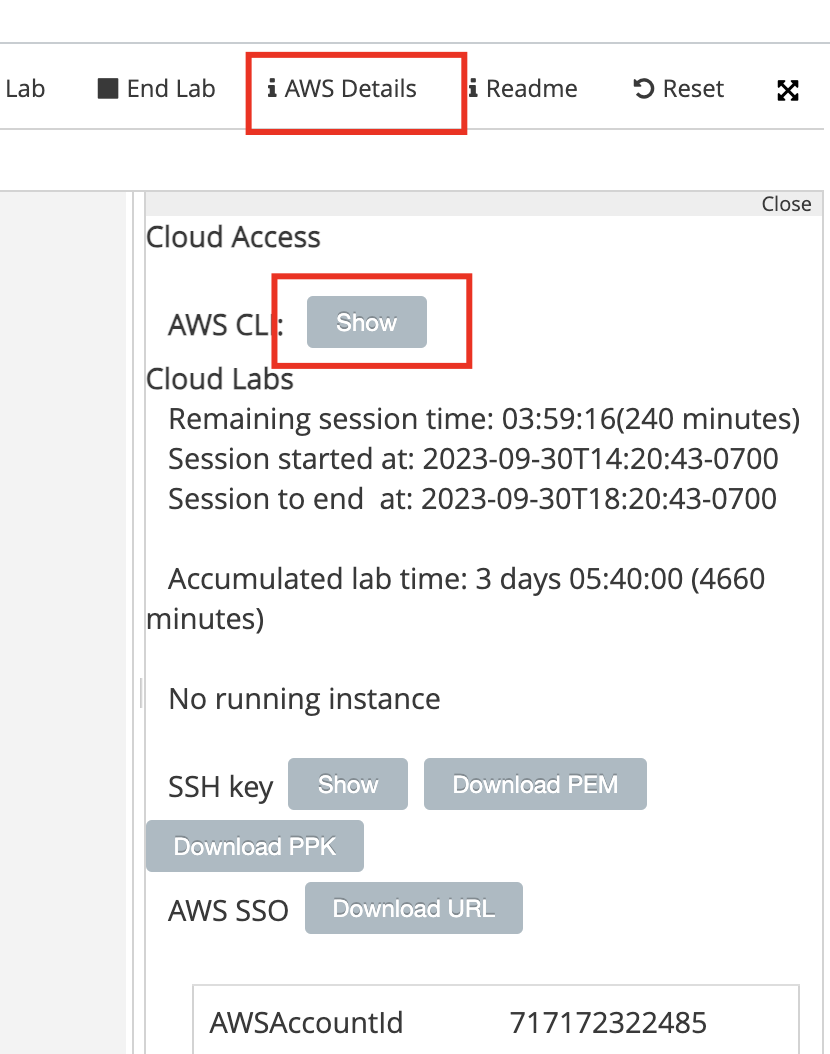 Lab End Lab AWS Details Readme Reset
Close
Cloud Access
AWS CLI: Show
Cloud Labs
Remaining session time: 03:59:16(240 minutes)
Session started at: 2023-09-30T14:20:43-0700
Session to end at: 2023-09-30T18:20:43-0700
Accumulated lab time: 3 days 05:40:00 (4660
minutes)
No running instance
SSH key Show Download PEM
Download PPK
AWS SSO Download URL
AWSAccountId 717172322485